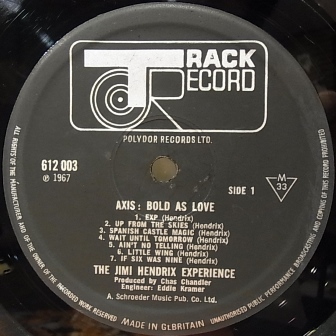 TRACK
RECORD
POLYDOR RECORDS LTD.
612 003
℗ 1967
SIDE 1
M
33
AXIS : BOLD AS LOVE
1. EXP (Hendrix)
2. UP FROM THE SKIES (Hendrix)
3. SPANISH CASTLE MAGIC (Hendrix)
4. WAIT UNTIL TOMORROW (Hendrix)
5. AIN'T NO TELLING (Hendrix)
6. LITTLE WING (Hendrix)
7. IF SIX WAS NINE (Hendrix)
THE JIMI HENDRIX EXPERIENCE
Produced by Chas Chandler
Engineer: Eddie Kramer
A. Schroeder Music Pub. Co. Ltd.
ALL RIGHTS OF THE MANUFACTURER AND OF THE OWNER OF THE RECORDED WORK RESERVED
UNAUTHORISED PUBLIC PERFORMANCE BROADCASTING AND COPYING OF THIS RECORD PROHIBITED
MADE IN Gt.BRITAIN